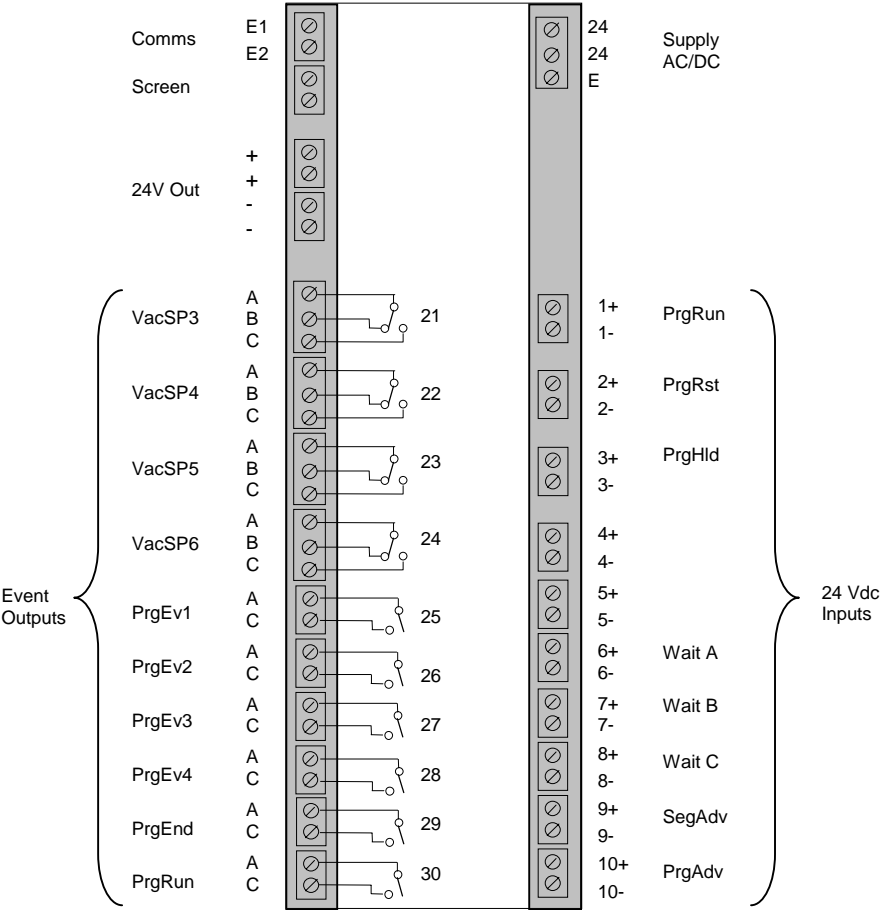 Comms
E1
E2
Screen
24V Out
+
+
-
-
24
24
E
Supply
AC/DC
Event
Outputs
VacSP3
A
B
C
21
VacSP4
A
B
C
22
VacSP5
A
B
C
23
VacSP6
A
B
C
24
PrgEv1
A
C
25
PrgEv2
A
C
26
PrgEv3
A
C
27
PrgEv4
A
C
28
PrgEnd
A
C
29
PrgRun
A
C
30
1+
1-
PrgRun
2+
2-
PrgRst
3+
3-
PrgHld
4+
4-
5+
5-
6+
6-
Wait A
7+
7-
Wait B
8+
8-
Wait C
9+
9-
SegAdv
10+
10-
PrgAdv
24 Vdc
Inputs